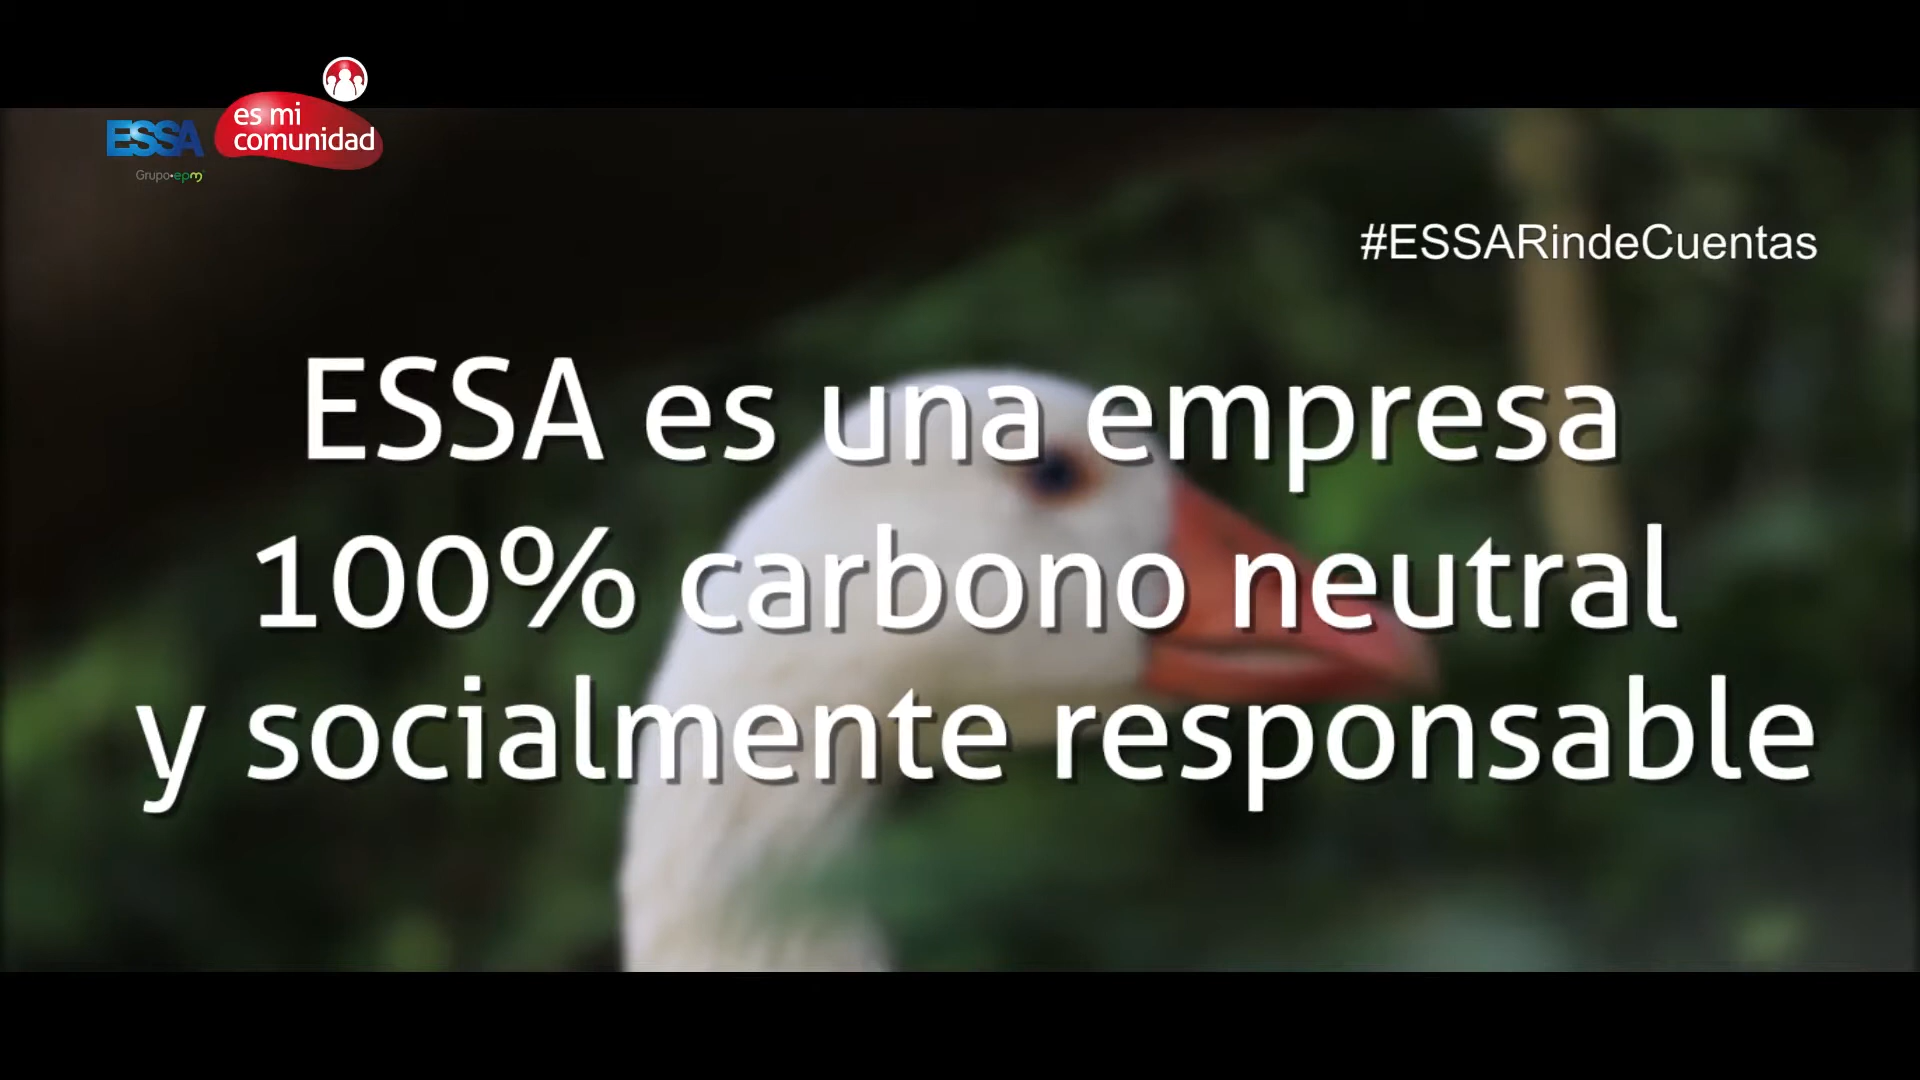 ESSA
Grupo·epm
es mi
comunidad
#ESSARindeCuentas
ESSA es una empresa
100% carbono neutral
y socialmente responsable